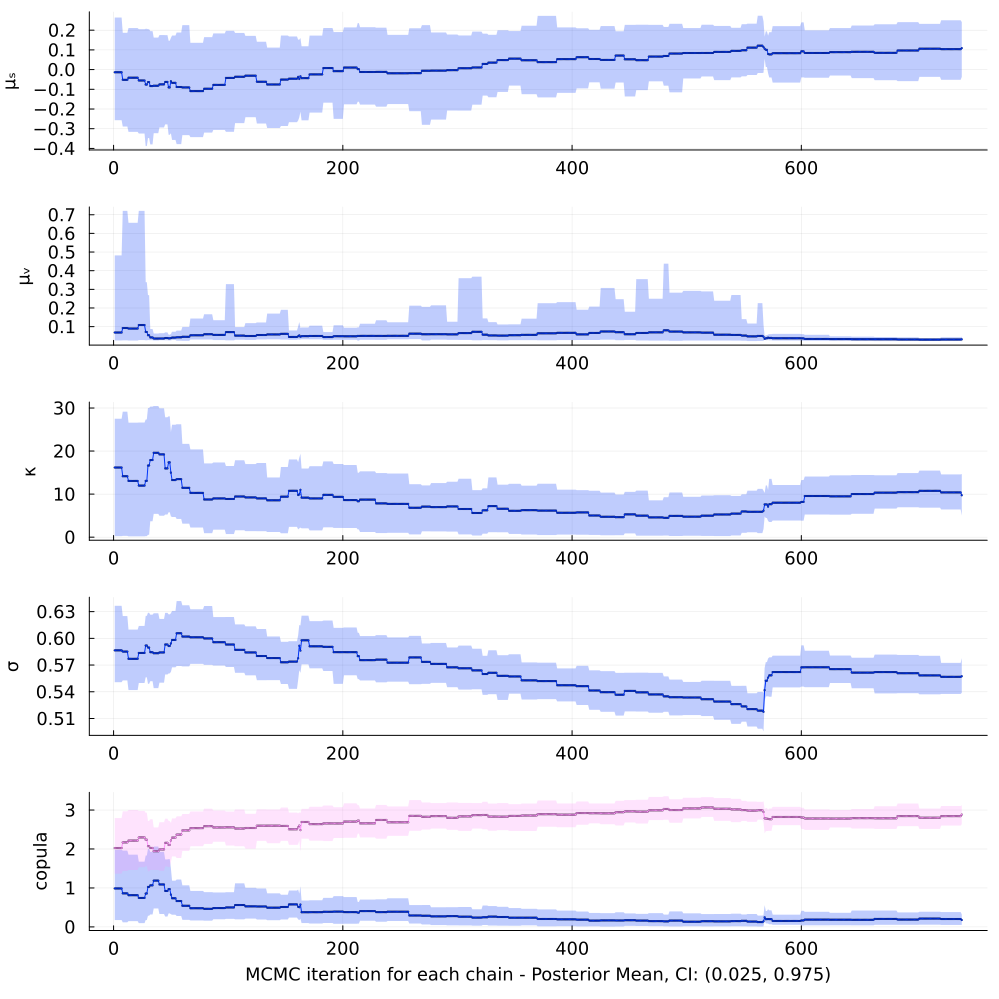 μₛ
0.2
0.1
0.0
−0.1
−0.2
−0.3
−0.4
0 200 400 600
μᵥ
0.7
0.6
0.5
0.4
0.3
0.2
0.1
0 200 400 600
κ
30
20
10
0
0 200 400 600
σ
0.63
0.60
0.57
0.54
0.51
0 200 400 600
copula
3
2
1
0
0 200 400 600
MCMC iteration for each chain - Posterior Mean, CI: (0.025, 0.975)